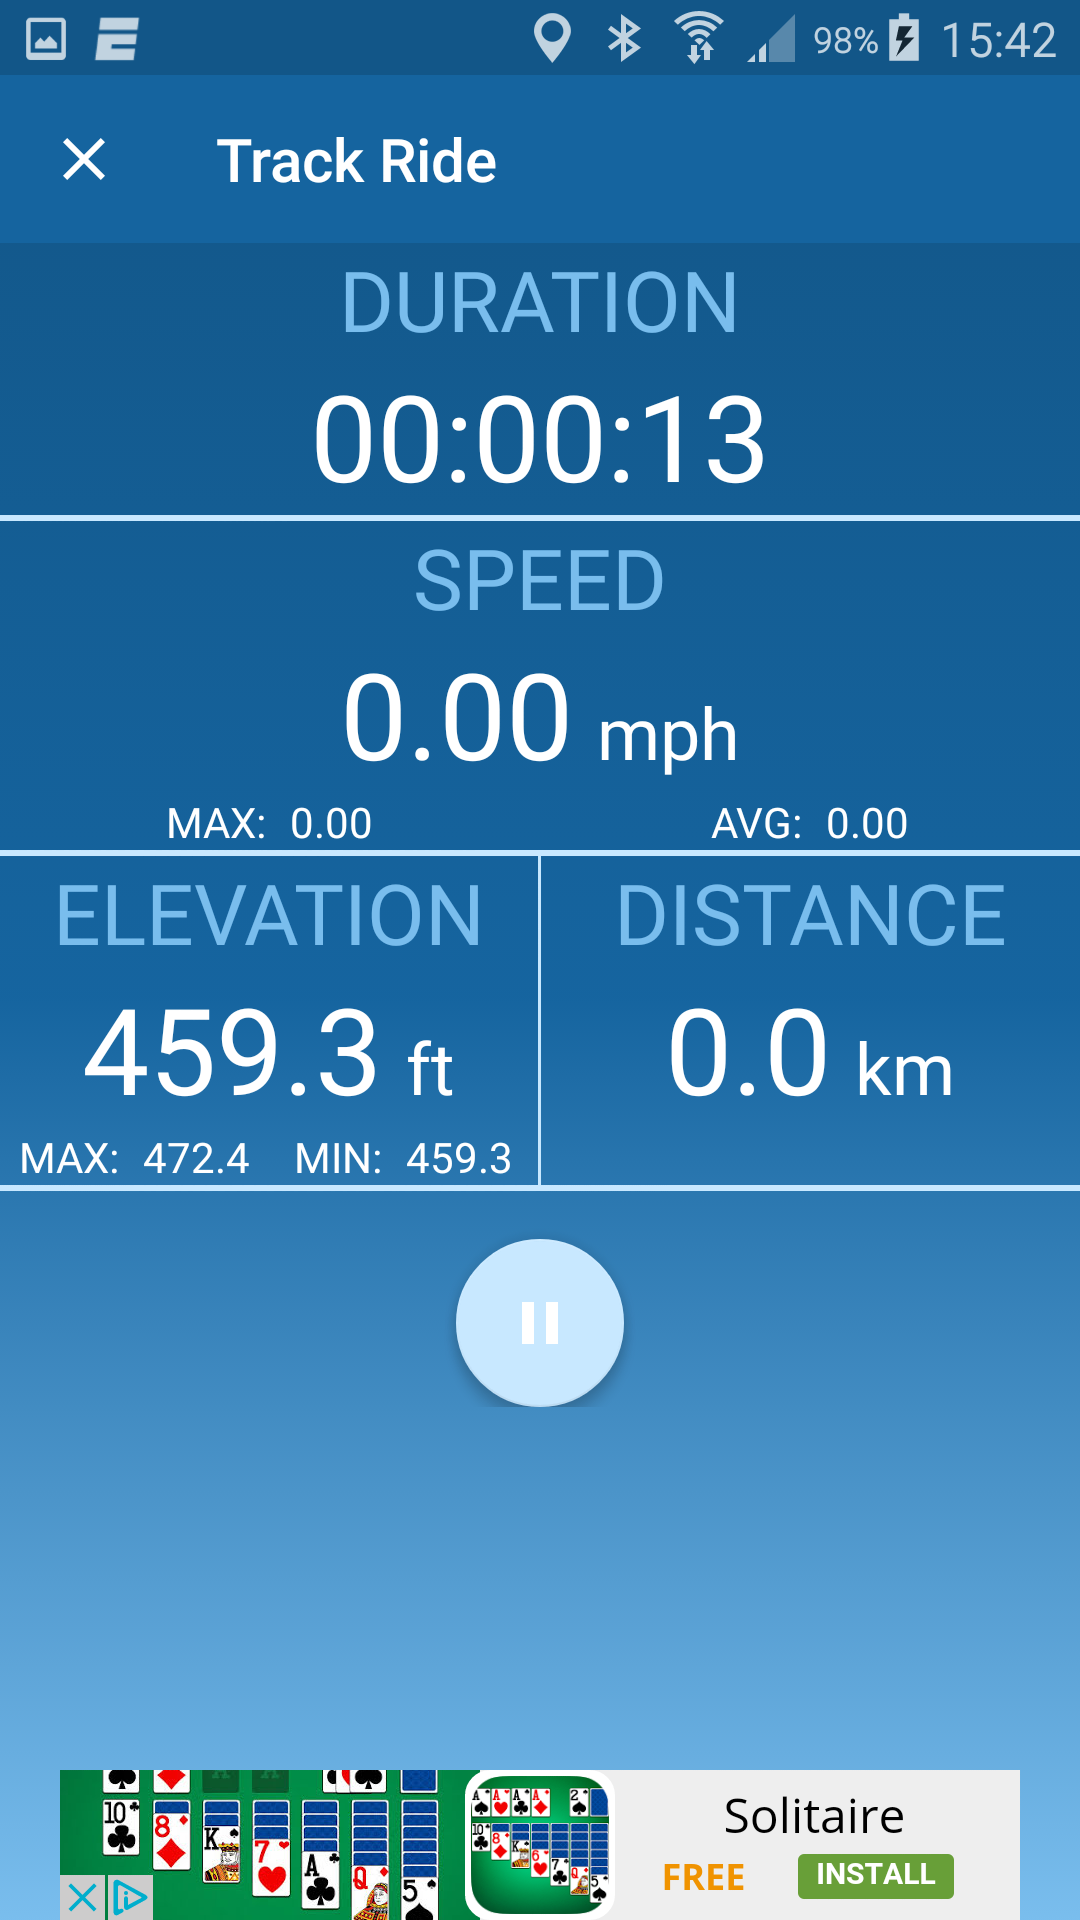 98% 15:42
Track Ride
DURATION
00:00:13
SPEED
0.00 mph
MAX: 0.00 AVG: 0.00
ELEVATION DISTANCE
459.3 ft 0.0 km
MAX: 472.4 MIN: 459.3
Solitaire
FREE INSTALL